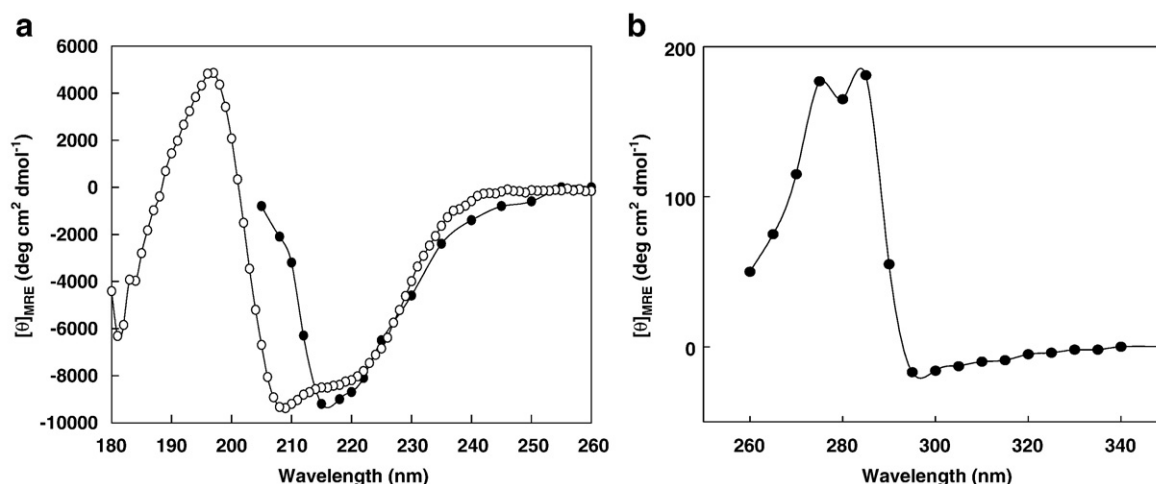 a
6000
4000
2000
0
-2000
-4000
-6000
-8000
-10000
[θ]MRE (deg cm² dmol⁻¹)
180 190 200 210 220 230 240 250 260
Wavelength (nm)
b
200
100
0
[θ]MRE (deg cm² dmol⁻¹)
260 280 300 320 340
Wavelength (nm)